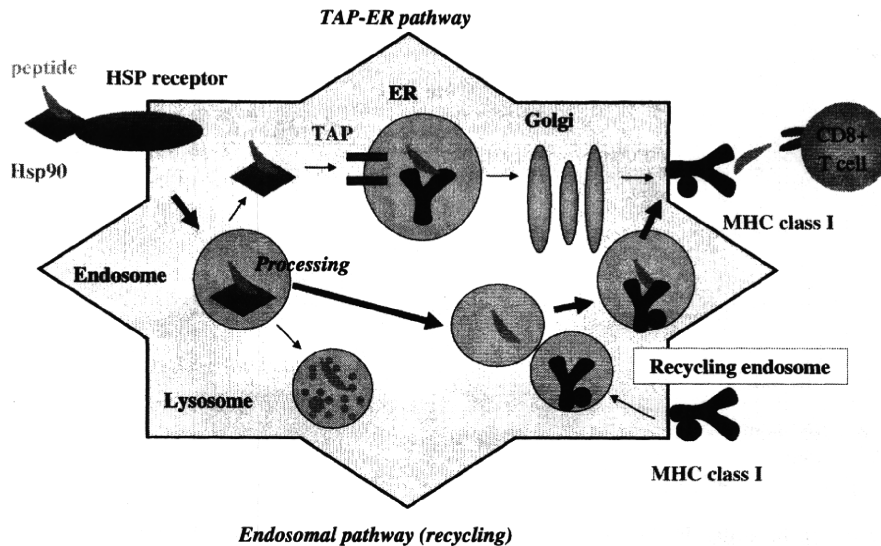 TAP-ER pathway
peptide
HSP receptor
ER
Golgi
TAP
CD8+
T cell
Hsp90
MHC class I
Endosome
Processing
Recycling endosome
Lysosome
MHC class I
Endosomal pathway (recycling)